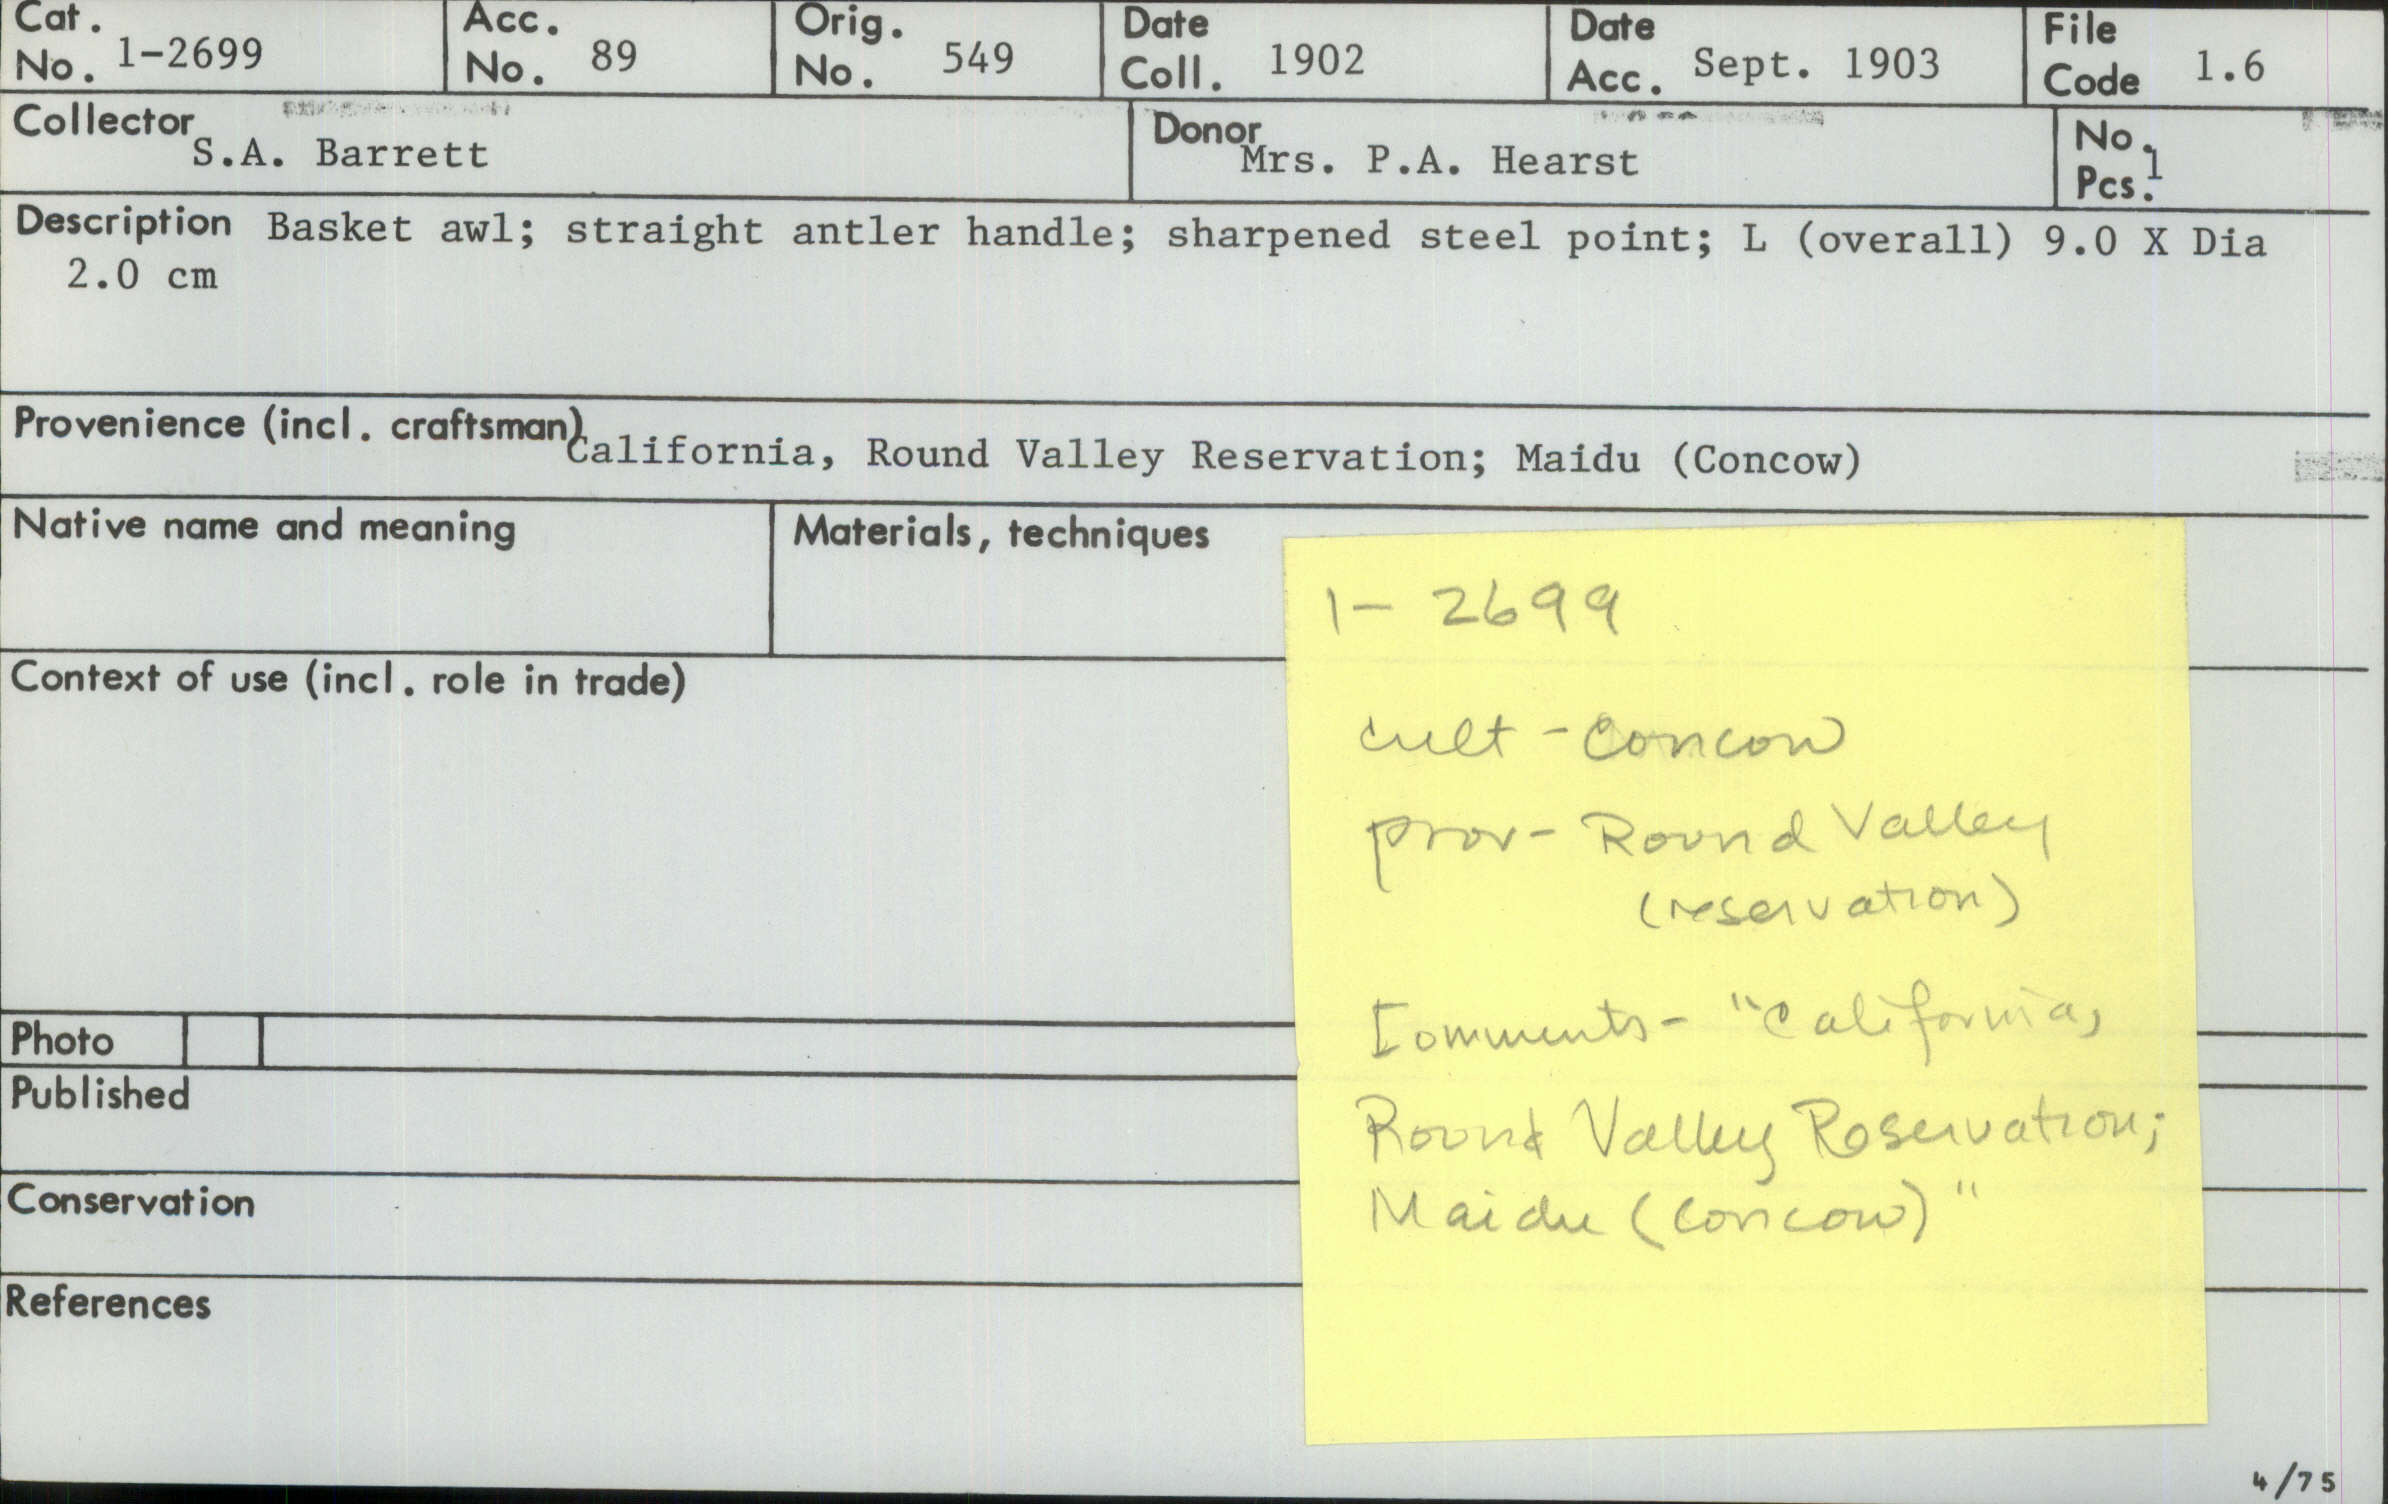 Cat. No. 1-2699 Acc. No. 89 Orig. No. 549 Date Coll. 1902 Date Acc. Sept. 1903 File Code 1.6
Collector S.A. Barrett Donor Mrs. P.A. Hearst No. Pcs. 1
Description Basket awl; straight antler handle; sharpened steel point; L (overall) 9.0 X Dia
2.0 cm
Provenience (incl. craftsman) California, Round Valley Reservation; Maidu (Concow)
Native name and meaning Materials, techniques
Context of use (incl. role in trade)
Photo
Published
Conservation
References
1- 2699
cult - Concow
prov - Round Valley
(reservation)
Comments - "California,
Round Valley Reservation;
Maidu (Concow)"
4/75